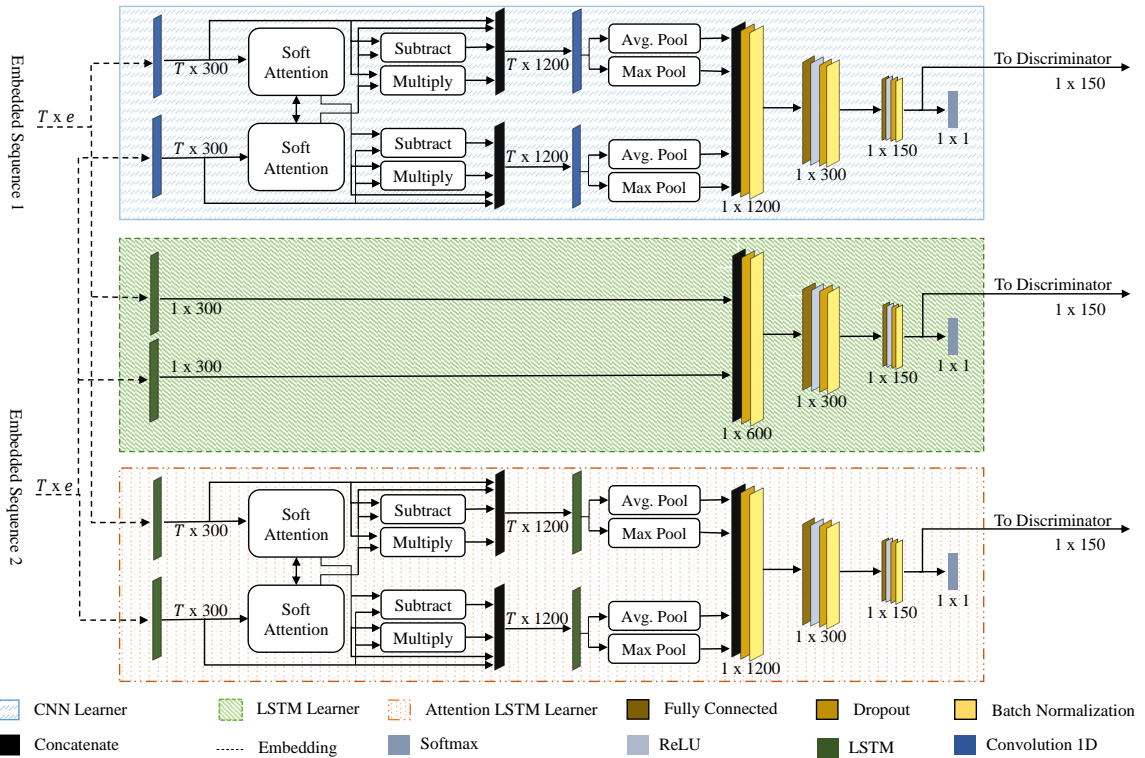 Embedded Sequence 1
T x e
Embedded Sequence 2
T x e
T x 300
Soft
Attention
Subtract
Multiply
T x 1200
Avg. Pool
Max Pool
T x 300
Soft
Attention
Subtract
Multiply
T x 1200
Avg. Pool
Max Pool
1 x 1200
1 x 300
1 x 150
1 x 1
To Discriminator
1 x 150
1 x 300
1 x 300
1 x 600
1 x 300
1 x 150
1 x 1
To Discriminator
1 x 150
T x 300
Soft
Attention
Subtract
Multiply
T x 1200
Avg. Pool
Max Pool
T x 300
Soft
Attention
Subtract
Multiply
T x 1200
Avg. Pool
Max Pool
1 x 1200
1 x 300
1 x 150
1 x 1
To Discriminator
1 x 150
CNN Learner
LSTM Learner
Attention LSTM Learner
Fully Connected
Dropout
Batch Normalization
Concatenate
Embedding
Softmax
ReLU
LSTM
Convolution 1D